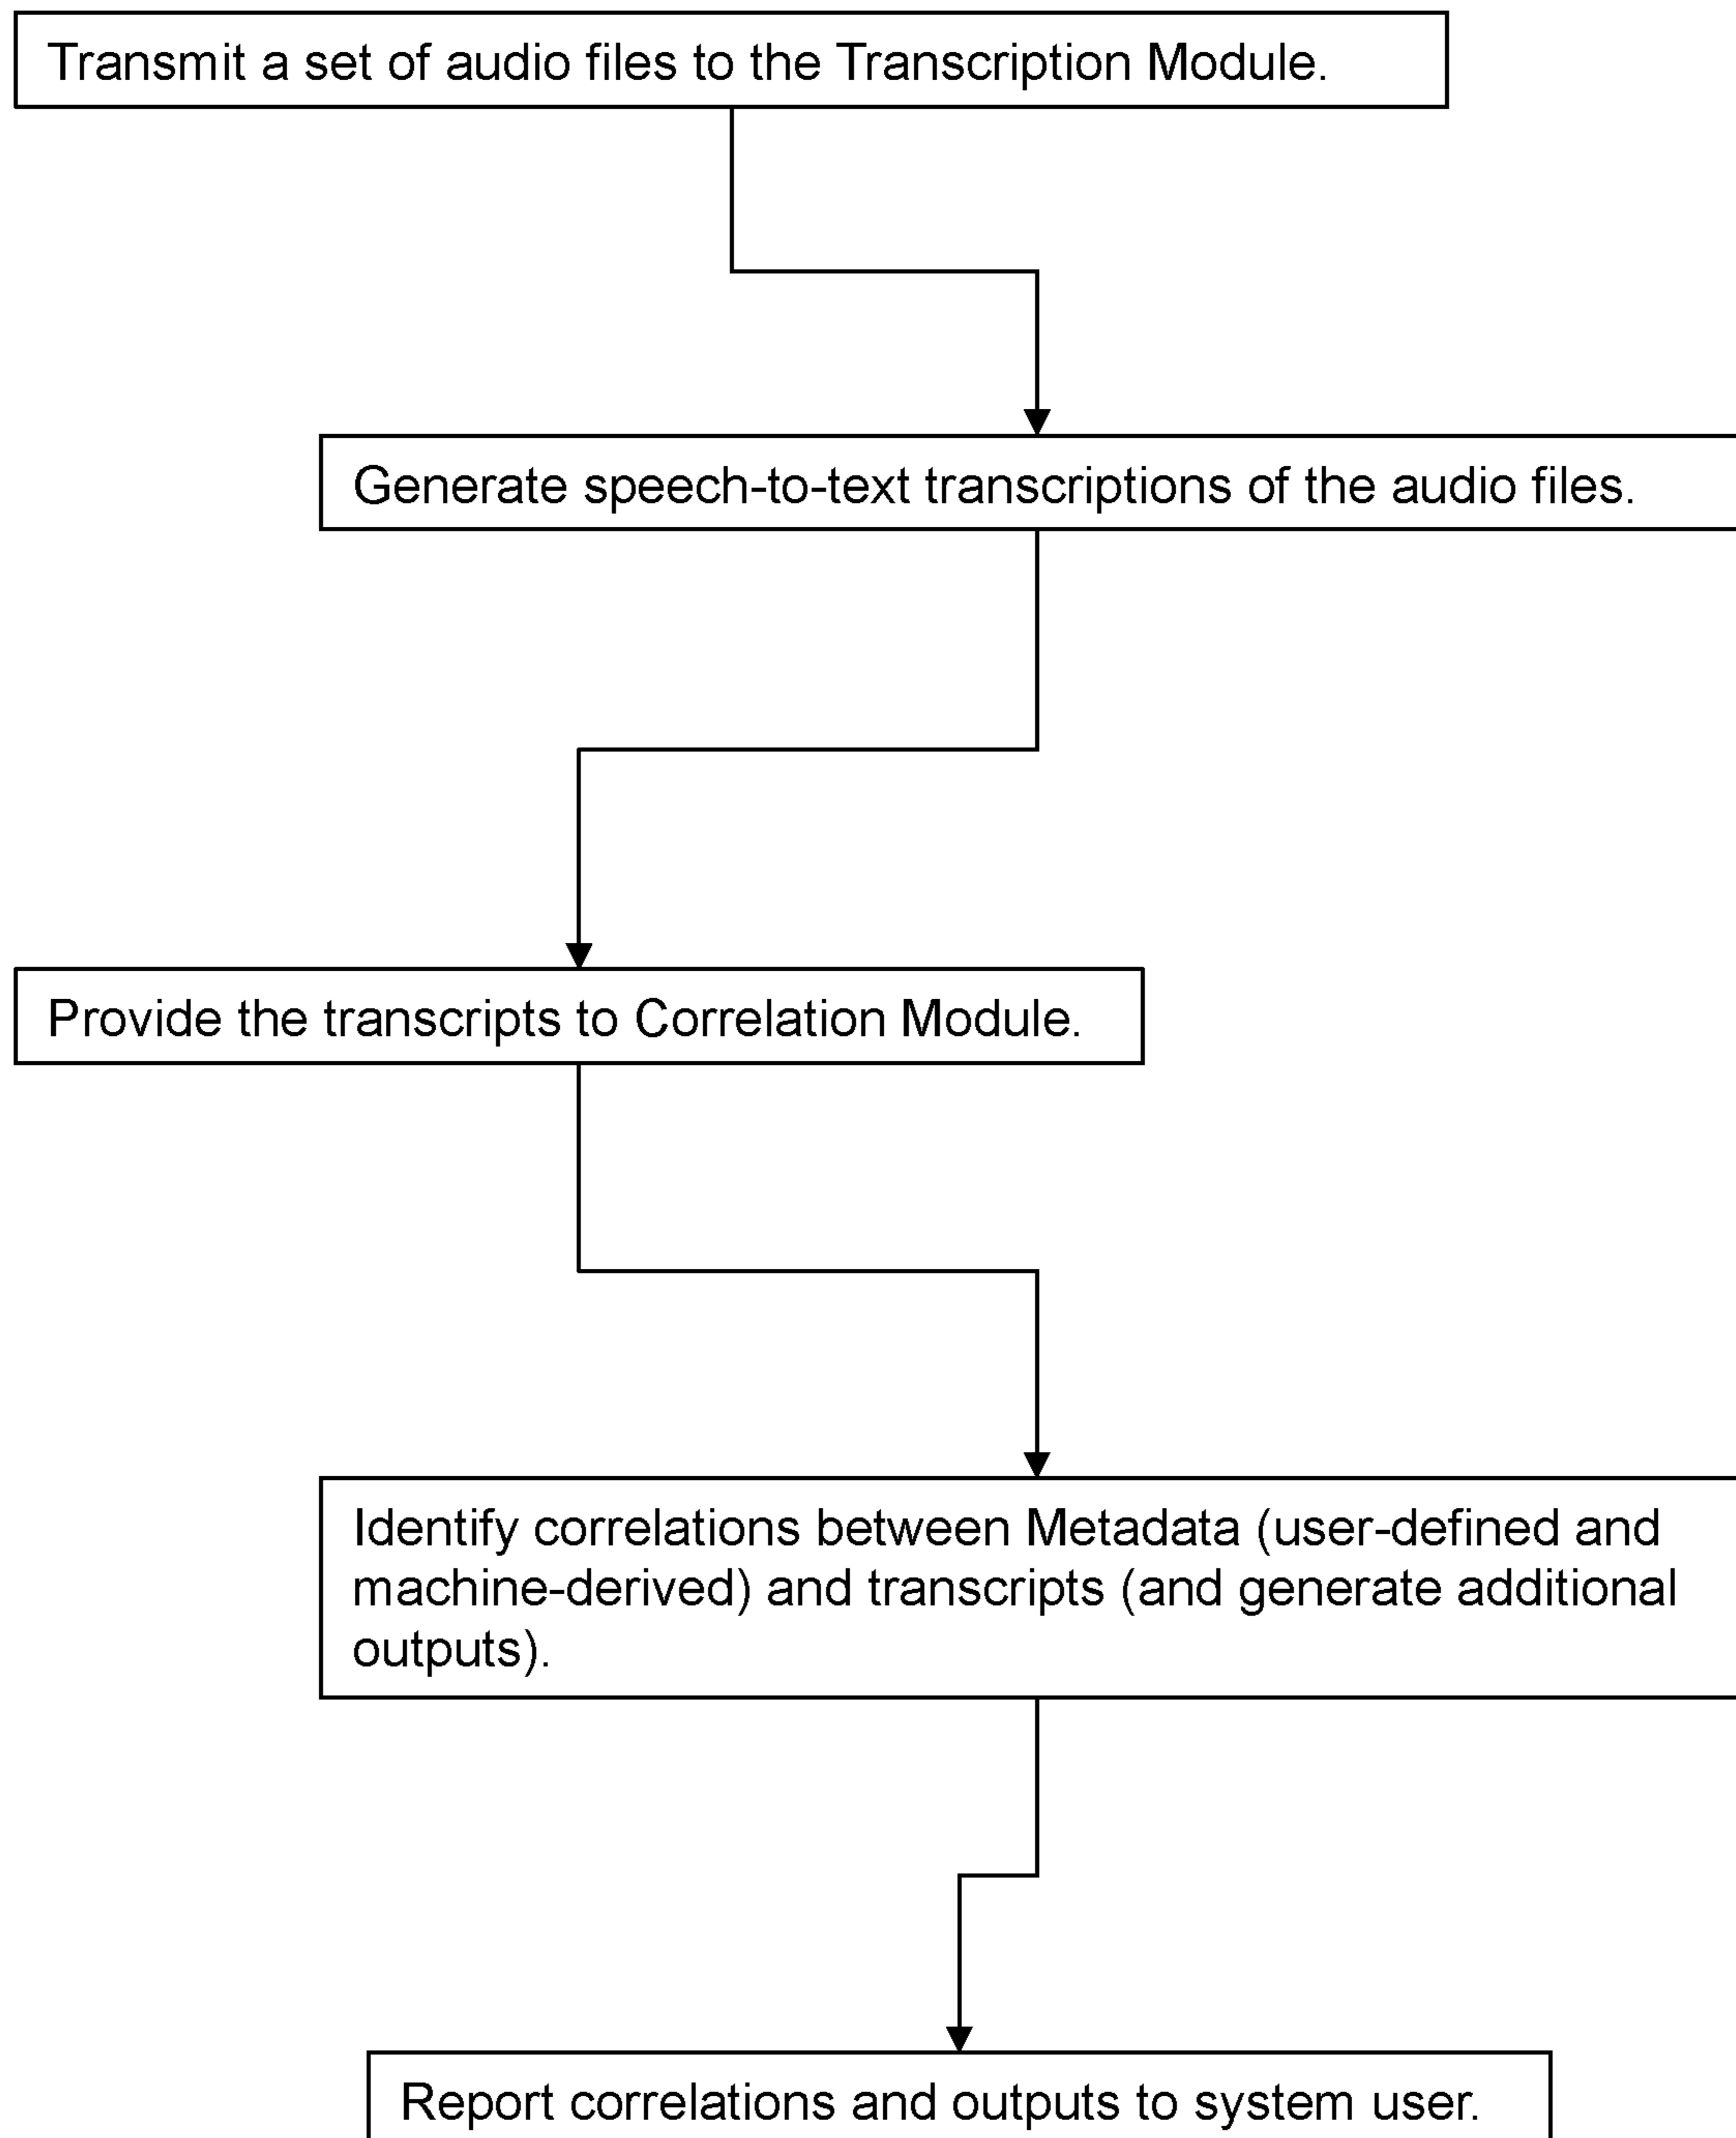 Transmit a set of audio files to the Transcription Module.
Generate speech-to-text transcriptions of the audio files.
Provide the transcripts to Correlation Module.
Identify correlations between Metadata (user-defined and
machine-derived) and transcripts (and generate additional
outputs).
Report correlations and outputs to system user.